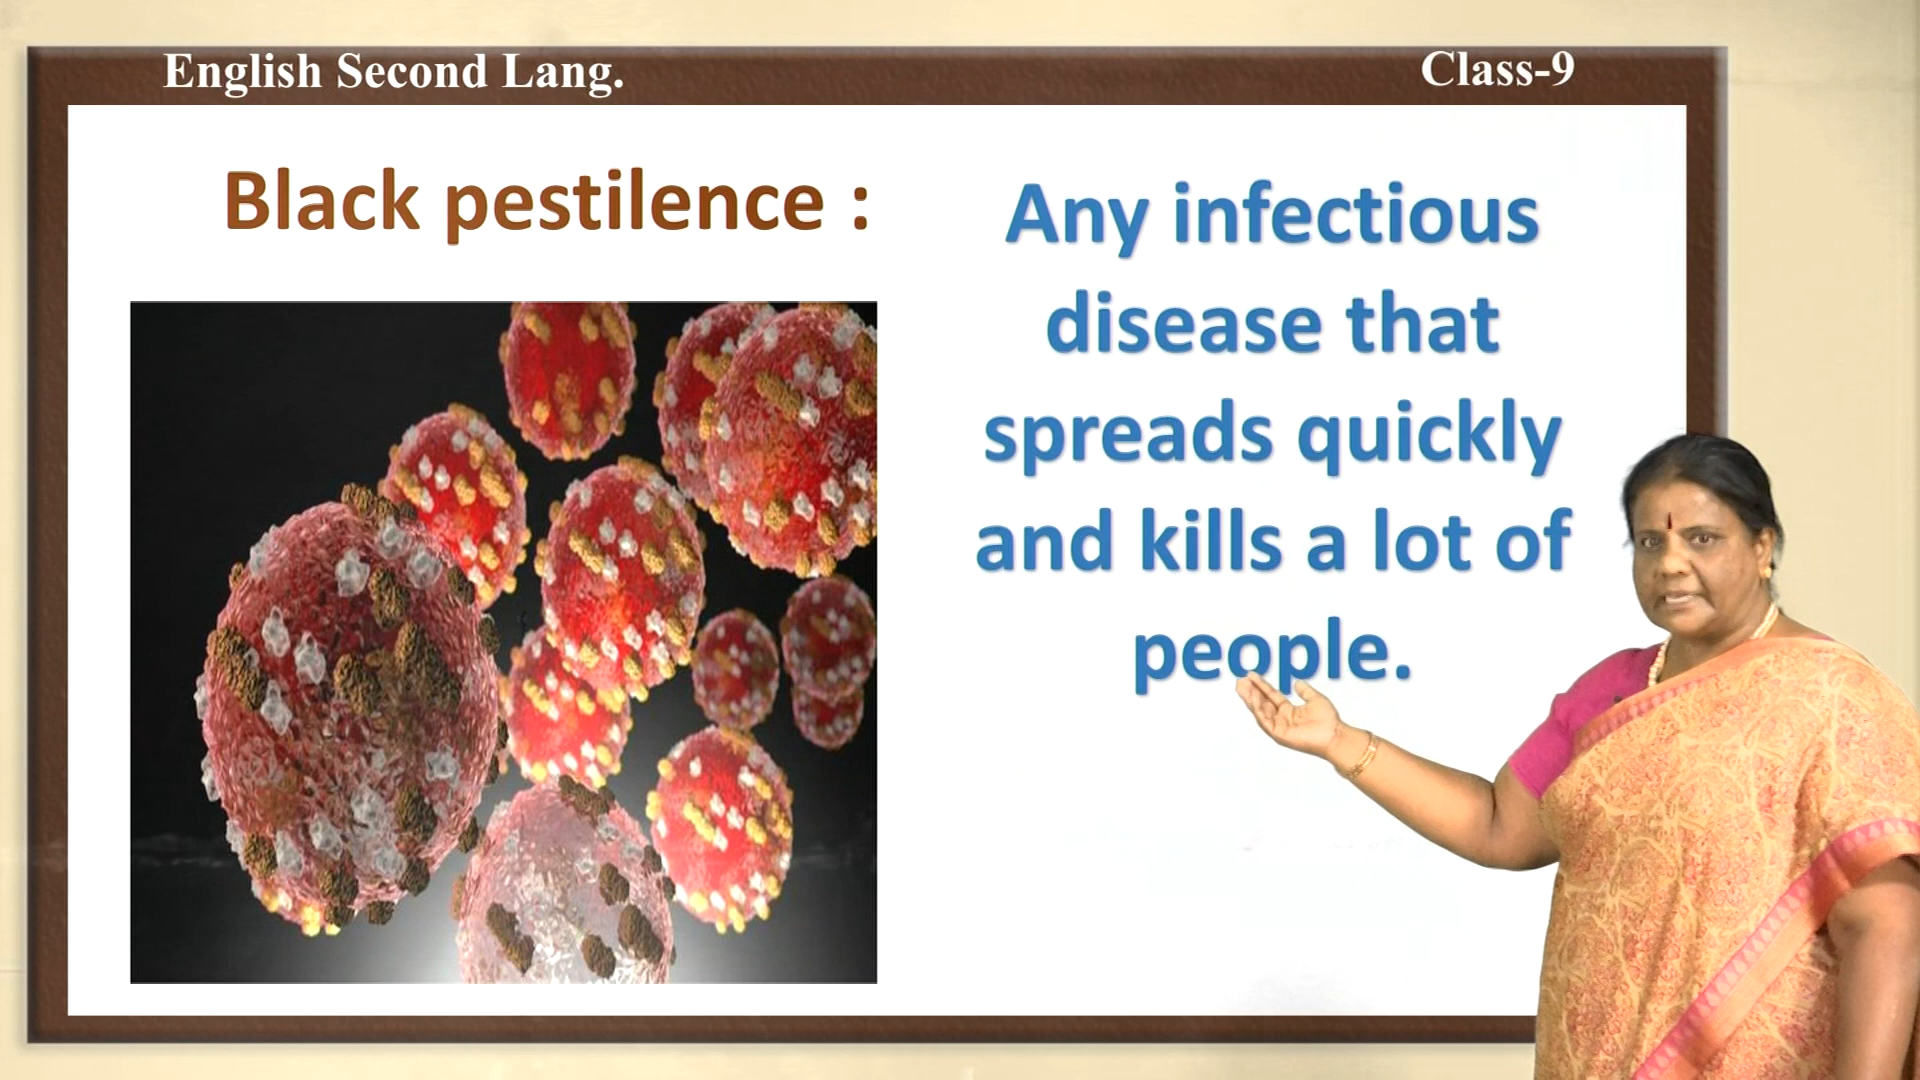 English Second Lang.
Class-9
Black pestilence :
Any infectious
disease that
spreads quickly
and kills a lot of
people.